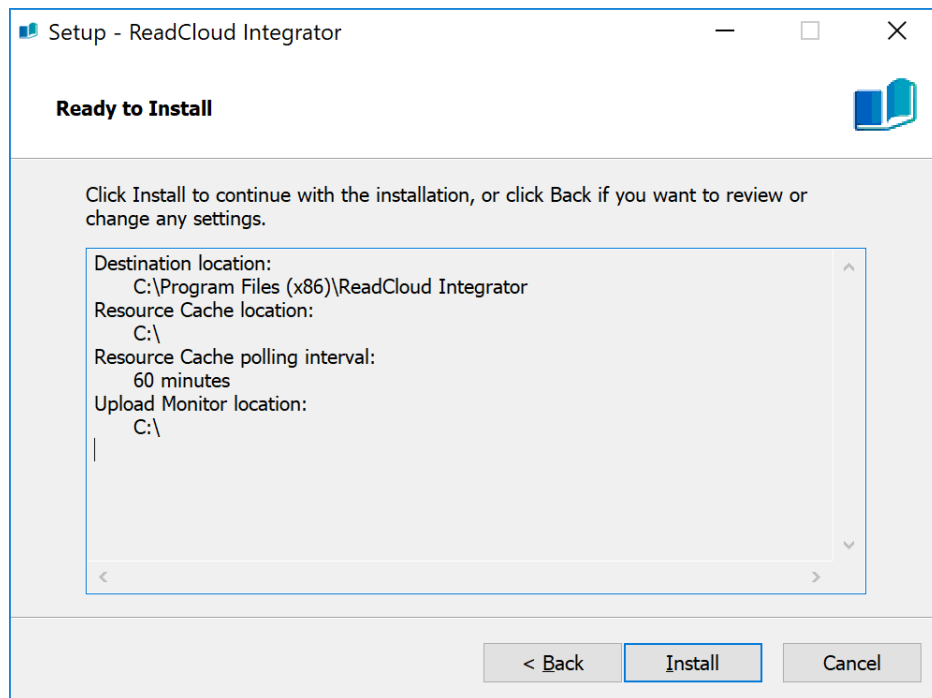 Setup - ReadCloud Integrator
Ready to Install
Click Install to continue with the installation, or click Back if you want to review or
change any settings.
Destination location:
C:\Program Files (x86)\ReadCloud Integrator
Resource Cache location:
C:\
Resource Cache polling interval:
60 minutes
Upload Monitor location:
C:\
< Back Install Cancel